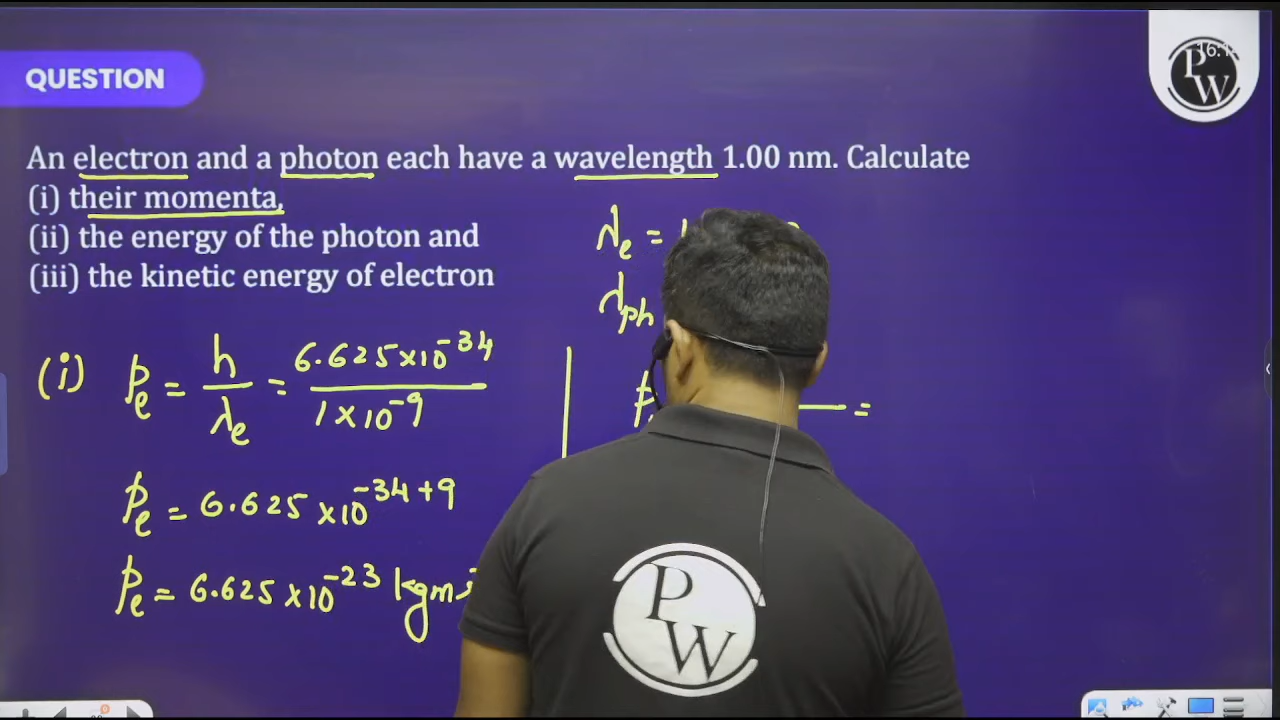 16:1
PW
QUESTION
An electron and a photon each have a wavelength 1.00 nm. Calculate
(i) their momenta,
(ii) the energy of the photon and
(iii) the kinetic energy of electron
λe =
λph
(i) pe = h/λe = 6.625×10^-34 / 1×10^-9
=
pe = 6.625×10^-34+9
pe = 6.625×10^-23 kgm
PW